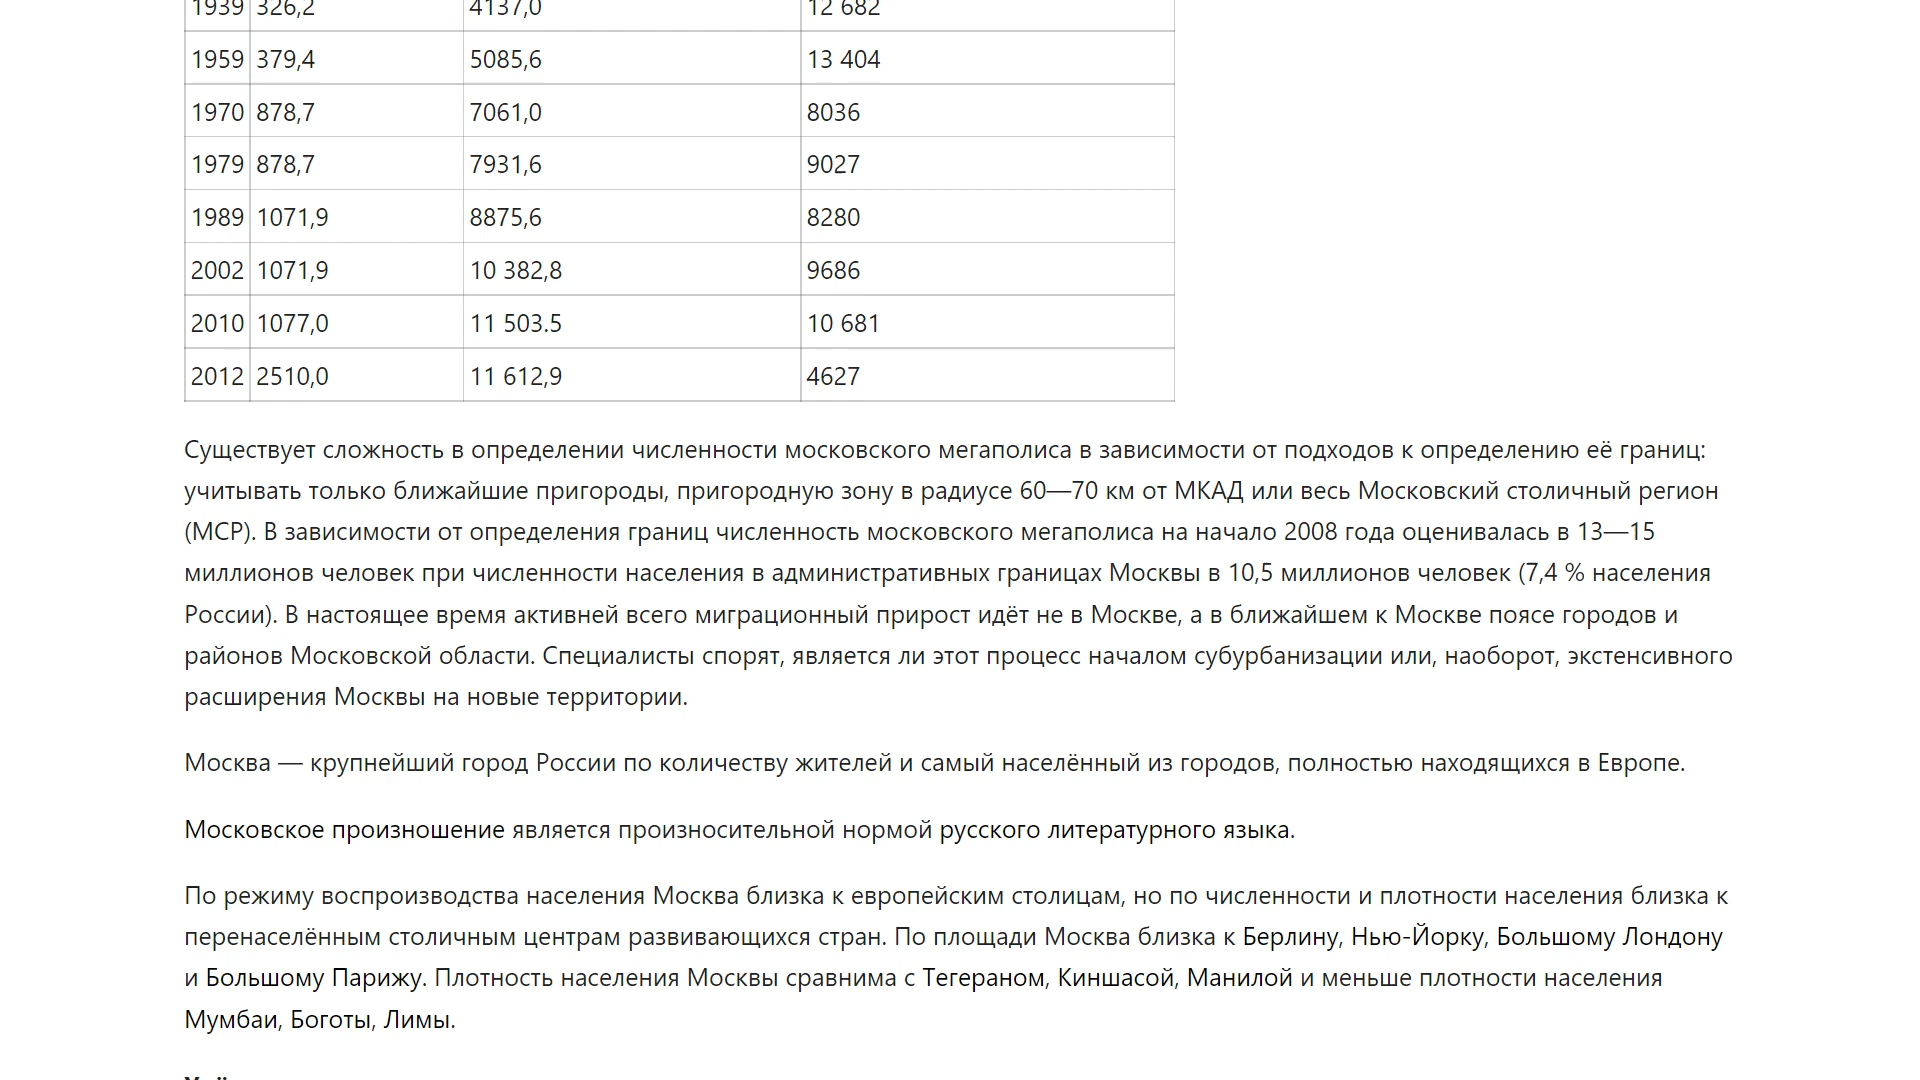 1939 326,2 4137,0 12 682
1959 379,4 5085,6 13 404
1970 878,7 7061,0 8036
1979 878,7 7931,6 9027
1989 1071,9 8875,6 8280
2002 1071,9 10 382,8 9686
2010 1077,0 11 503.5 10 681
2012 2510,0 11 612,9 4627
Существует сложность в определении численности московского мегаполиса в зависимости от подходов к определению её границ:
учитывать только ближайшие пригороды, пригородную зону в радиусе 60—70 км от МКАД или весь Московский столичный регион
(МСР). В зависимости от определения границ численность московского мегаполиса на начало 2008 года оценивалась в 13—15
миллионов человек при численности населения в административных границах Москвы в 10,5 миллионов человек (7,4 % населения
России). В настоящее время активней всего миграционный прирост идёт не в Москве, а в ближайшем к Москве поясе городов и
районов Московской области. Специалисты спорят, является ли этот процесс началом субурбанизации или, наоборот, экстенсивного
расширения Москвы на новые территории.
Москва — крупнейший город России по количеству жителей и самый населённый из городов, полностью находящихся в Европе.
Московское произношение является произносительной нормой русского литературного языка.
По режиму воспроизводства населения Москва близка к европейским столицам, но по численности и плотности населения близка к
перенаселённым столичным центрам развивающихся стран. По площади Москва близка к Берлину, Нью-Йорку, Большому Лондону
и Большому Парижу. Плотность населения Москвы сравнима с Тегераном, Киншасой, Манилой и меньше плотности населения
Мумбаи, Боготы, Лимы.